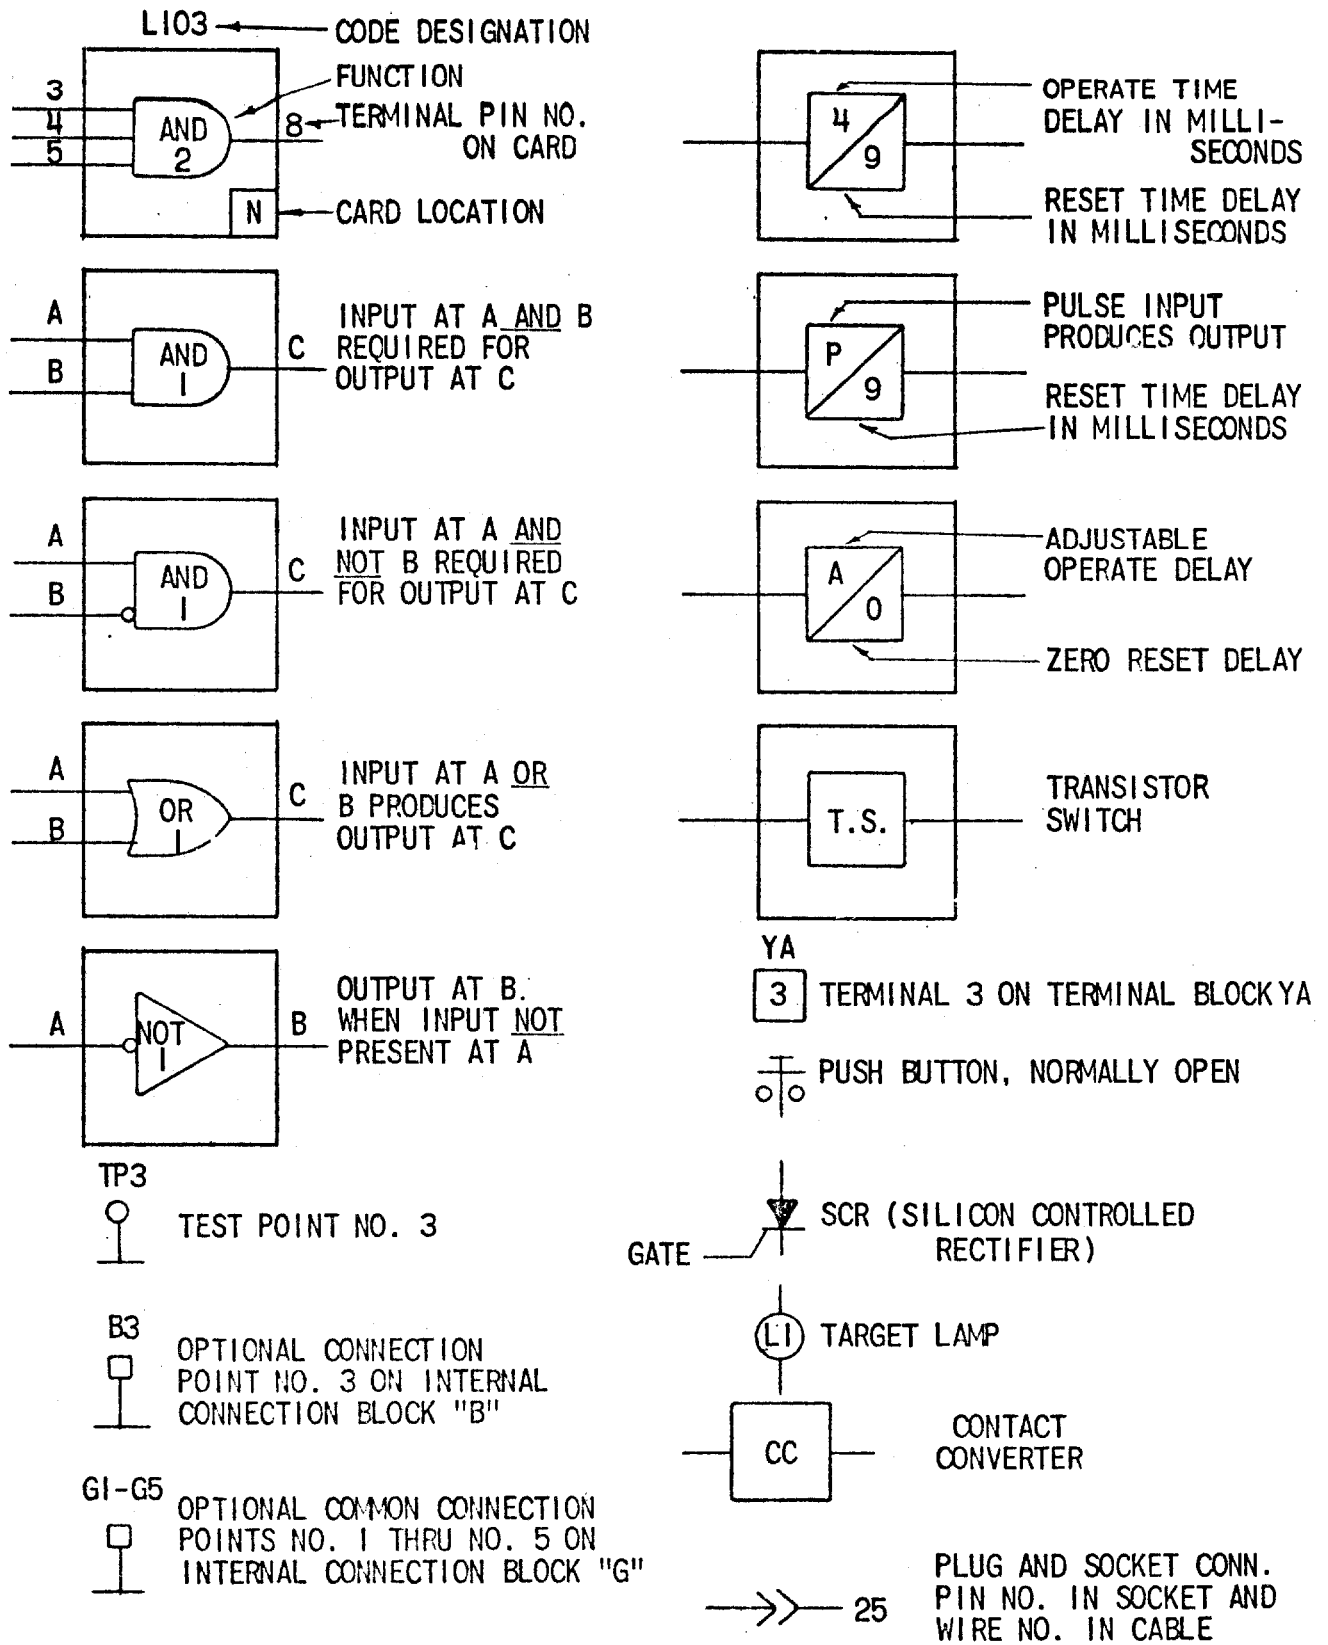 L103
CODE DESIGNATION
FUNCTION
TERMINAL PIN NO.
ON CARD
CARD LOCATION
3
4
5
AND
2
8
N
A
B
AND
1
C
INPUT AT A AND B
REQUIRED FOR
OUTPUT AT C
A
B
AND
1
C
INPUT AT A AND
NOT B REQUIRED
FOR OUTPUT AT C
A
B
OR
1
C
INPUT AT A OR
B PRODUCES
OUTPUT AT C
A
NOT
1
B
OUTPUT AT B.
WHEN INPUT NOT
PRESENT AT A
TP3
TEST POINT NO. 3
B3
OPTIONAL CONNECTION
POINT NO. 3 ON INTERNAL
CONNECTION BLOCK "B"
G1-G5
OPTIONAL COMMON CONNECTION
POINTS NO. 1 THRU NO. 5 ON
INTERNAL CONNECTION BLOCK "G"
4
9
OPERATE TIME
DELAY IN MILLI-
SECONDS
RESET TIME DELAY
IN MILLISECONDS
P
9
PULSE INPUT
PRODUCES OUTPUT
RESET TIME DELAY
IN MILLISECONDS
A
0
ADJUSTABLE
OPERATE DELAY
ZERO RESET DELAY
T.S.
TRANSISTOR
SWITCH
YA
3
TERMINAL 3 ON TERMINAL BLOCK YA
PUSH BUTTON, NORMALLY OPEN
GATE
SCR (SILICON CONTROLLED
RECTIFIER)
L1
TARGET LAMP
CC
CONTACT
CONVERTER
25
PLUG AND SOCKET CONN.
PIN NO. IN SOCKET AND
WIRE NO. IN CABLE